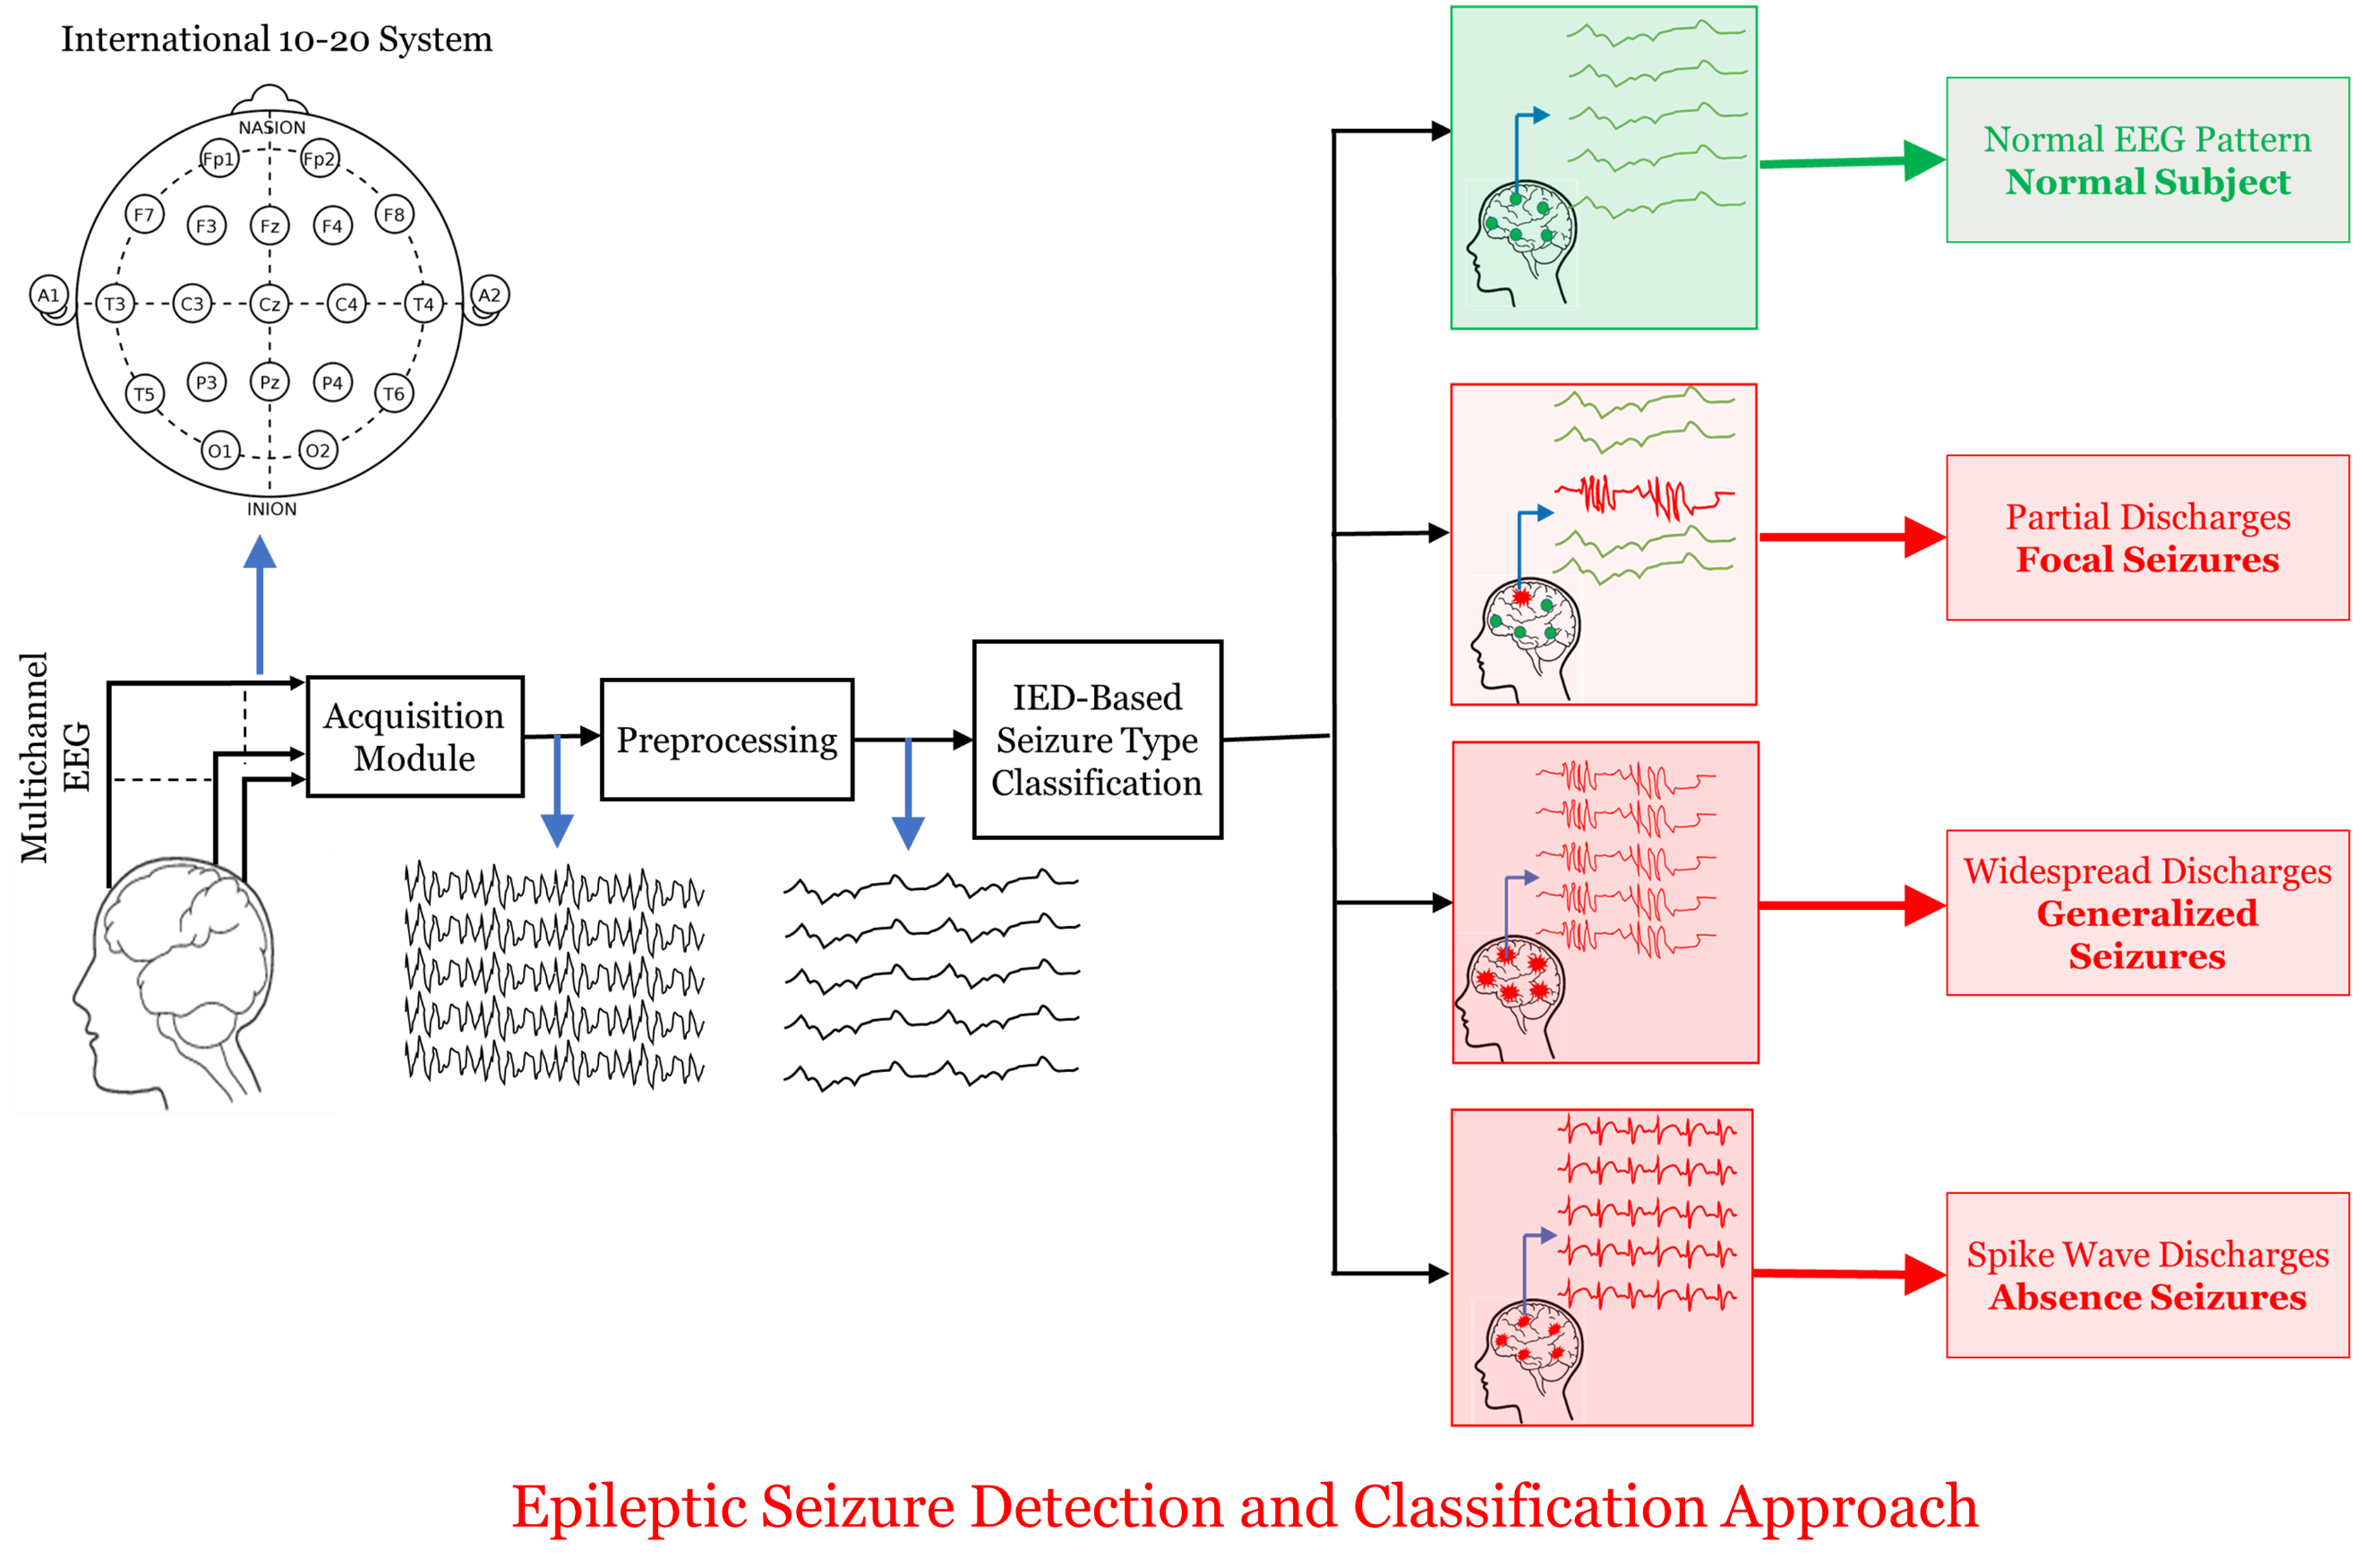 International 10-20 System
NASION
Fp1 Fp2
F7 F3 Fz F4 F8
A1 T3 C3 Cz C4 T4 A2
T5 P3 Pz P4 T6
O1 O2
INION
Multichannel
EEG
Acquisition
Module
Preprocessing
IED-Based
Seizure Type
Classification
Normal EEG Pattern
Normal Subject
Partial Discharges
Focal Seizures
Widespread Discharges
Generalized
Seizures
Spike Wave Discharges
Absence Seizures
Epileptic Seizure Detection and Classification Approach